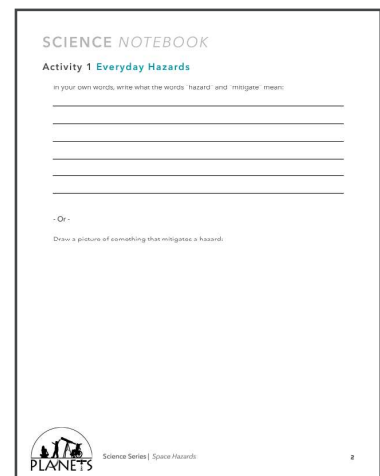 SCIENCE NOTEBOOK
Activity 1 Everyday Hazards
In your own words, write what the words "hazard" and "mitigate" mean:
- Or -
Draw a picture of something that mitigates a hazard:
PLANETS
Science Series | Space Hazards
2